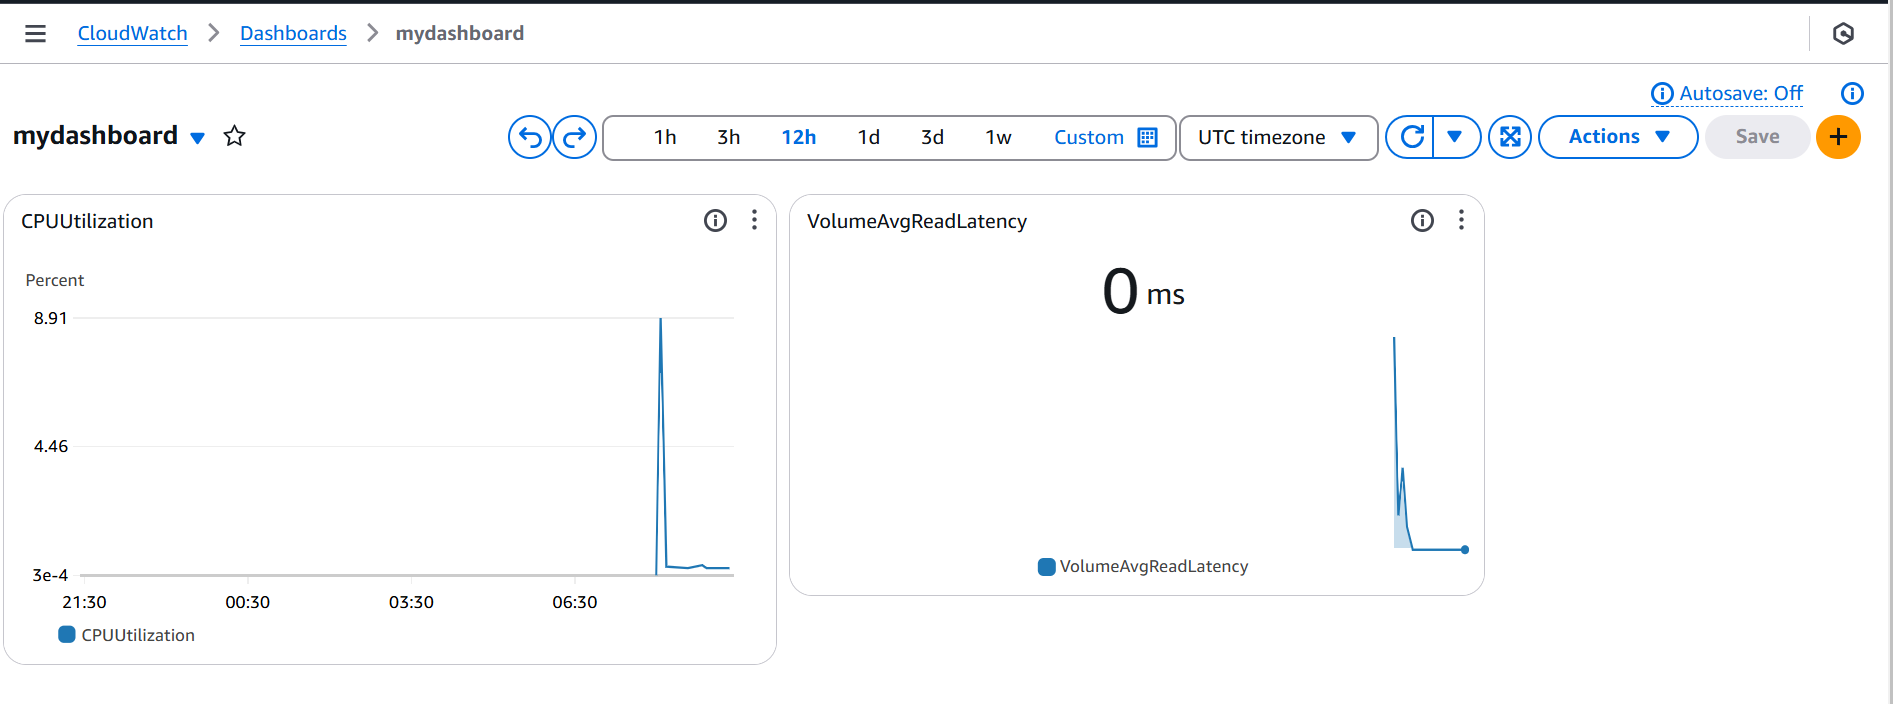 CloudWatch > Dashboards > mydashboard
Autosave: Off
mydashboard
1h 3h 12h 1d 3d 1w Custom UTC timezone Actions Save +
CPUUtilization
Percent
8.91
4.46
3e-4
21:30 00:30 03:30 06:30
CPUUtilization
VolumeAvgReadLatency
0 ms
VolumeAvgReadLatency